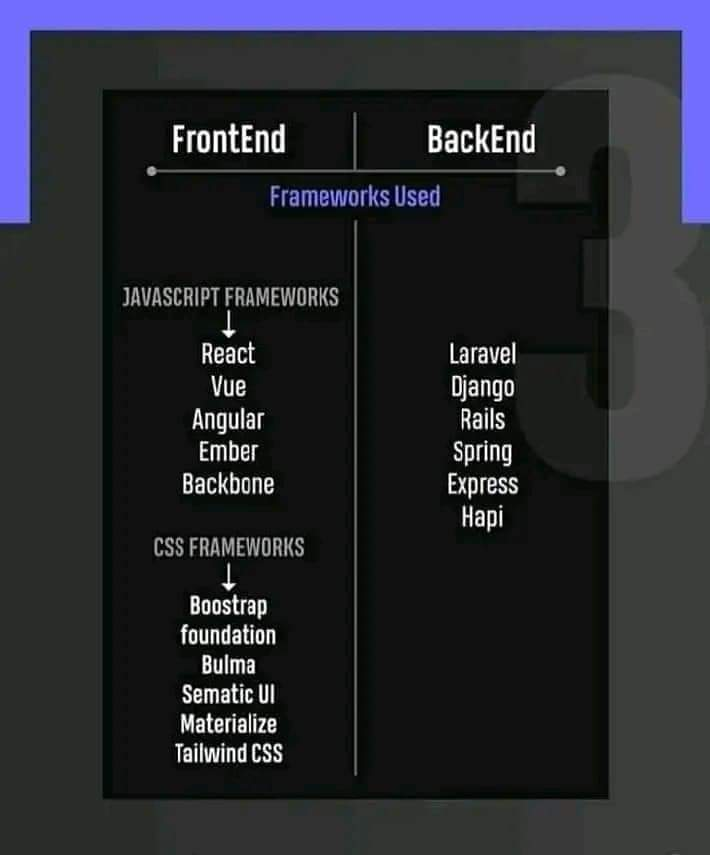 3
FrontEnd
BackEnd
Frameworks Used
JAVASCRIPT FRAMEWORKS
React
Vue
Angular
Ember
Backbone
CSS FRAMEWORKS
Boostrap
foundation
Bulma
Sematic UI
Materialize
Tailwind CSS
Laravel
Django
Rails
Spring
Express
Hapi